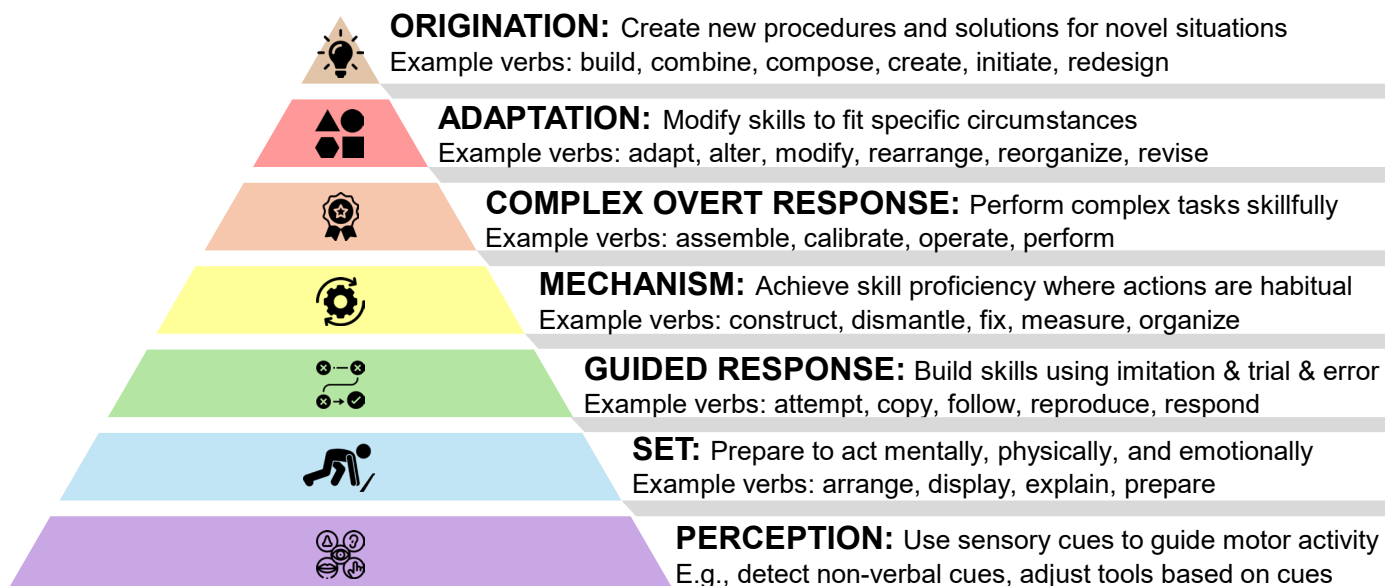 ORIGINATION: Create new procedures and solutions for novel situations
Example verbs: build, combine, compose, create, initiate, redesign
ADAPTATION: Modify skills to fit specific circumstances
Example verbs: adapt, alter, modify, rearrange, reorganize, revise
COMPLEX OVERT RESPONSE: Perform complex tasks skillfully
Example verbs: assemble, calibrate, operate, perform
MECHANISM: Achieve skill proficiency where actions are habitual
Example verbs: construct, dismantle, fix, measure, organize
GUIDED RESPONSE: Build skills using imitation & trial & error
Example verbs: attempt, copy, follow, reproduce, respond
SET: Prepare to act mentally, physically, and emotionally
Example verbs: arrange, display, explain, prepare
PERCEPTION: Use sensory cues to guide motor activity
E.g., detect non-verbal cues, adjust tools based on cues